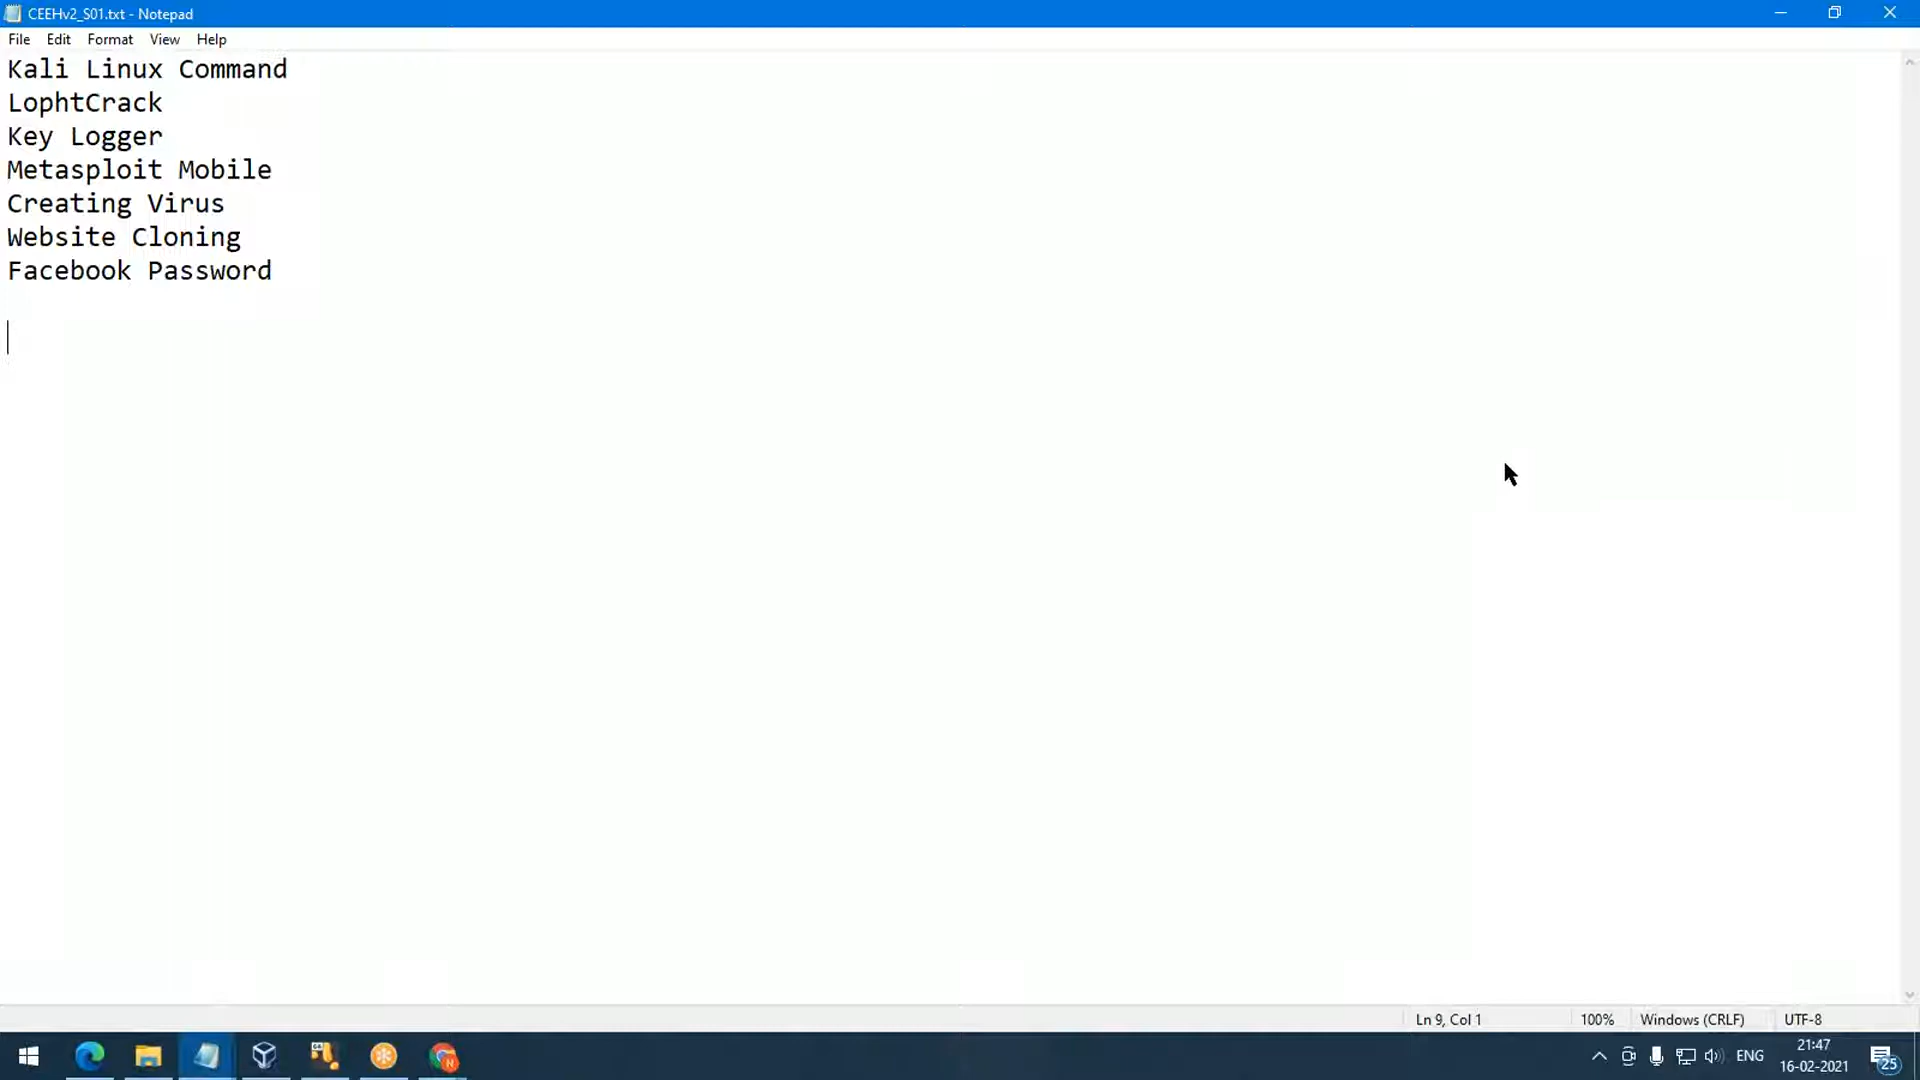 CEEHv2_S01.txt - Notepad
File Edit Format View Help
Kali Linux Command
LophtCrack
Key Logger
Metasploit Mobile
Creating Virus
Website Cloning
Facebook Password
Ln 9, Col 1 100% Windows (CRLF) UTF-8
ENG 21:47 25
16-02-2021